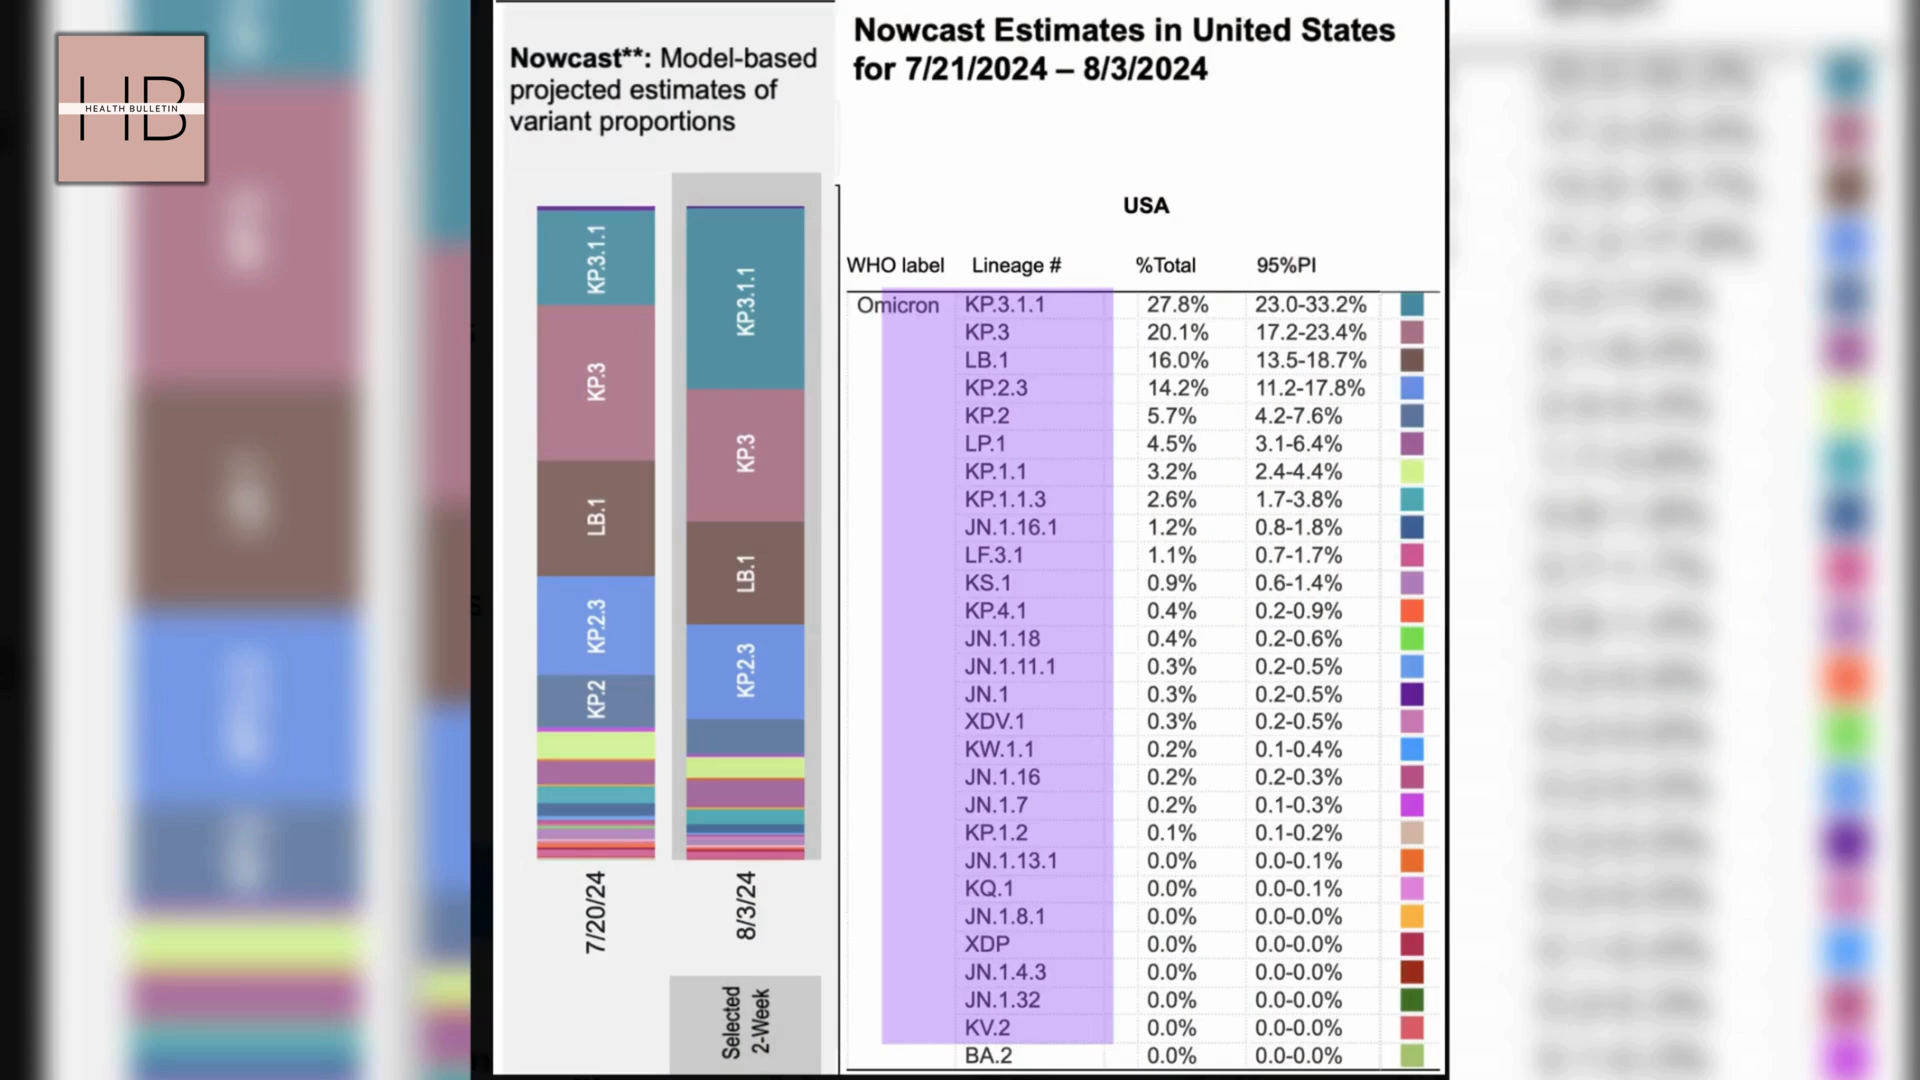 HB
HEALTH BULLETIN
Nowcast**: Model-based
projected estimates of
variant proportions
KP.3.1.1
KP.3
LB.1
KP.2.3
KP.2
7/20/24
KP.3.1.1
KP.3
LB.1
KP.2.3
8/3/24
Selected
2-Week
Nowcast Estimates in United States
for 7/21/2024 – 8/3/2024
USA
WHO label Lineage # %Total 95%PI
Omicron KP.3.1.1 27.8% 23.0-33.2%
KP.3 20.1% 17.2-23.4%
LB.1 16.0% 13.5-18.7%
KP.2.3 14.2% 11.2-17.8%
KP.2 5.7% 4.2-7.6%
LP.1 4.5% 3.1-6.4%
KP.1.1 3.2% 2.4-4.4%
KP.1.1.3 2.6% 1.7-3.8%
JN.1.16.1 1.2% 0.8-1.8%
LF.3.1 1.1% 0.7-1.7%
KS.1 0.9% 0.6-1.4%
KP.4.1 0.4% 0.2-0.9%
JN.1.18 0.4% 0.2-0.6%
JN.1.11.1 0.3% 0.2-0.5%
JN.1 0.3% 0.2-0.5%
XDV.1 0.3% 0.2-0.5%
KW.1.1 0.2% 0.1-0.4%
JN.1.16 0.2% 0.2-0.3%
JN.1.7 0.2% 0.1-0.3%
KP.1.2 0.1% 0.1-0.2%
JN.1.13.1 0.0% 0.0-0.1%
KQ.1 0.0% 0.0-0.1%
JN.1.8.1 0.0% 0.0-0.0%
XDP 0.0% 0.0-0.0%
JN.1.4.3 0.0% 0.0-0.0%
JN.1.32 0.0% 0.0-0.0%
KV.2 0.0% 0.0-0.0%
BA.2 0.0% 0.0-0.0%